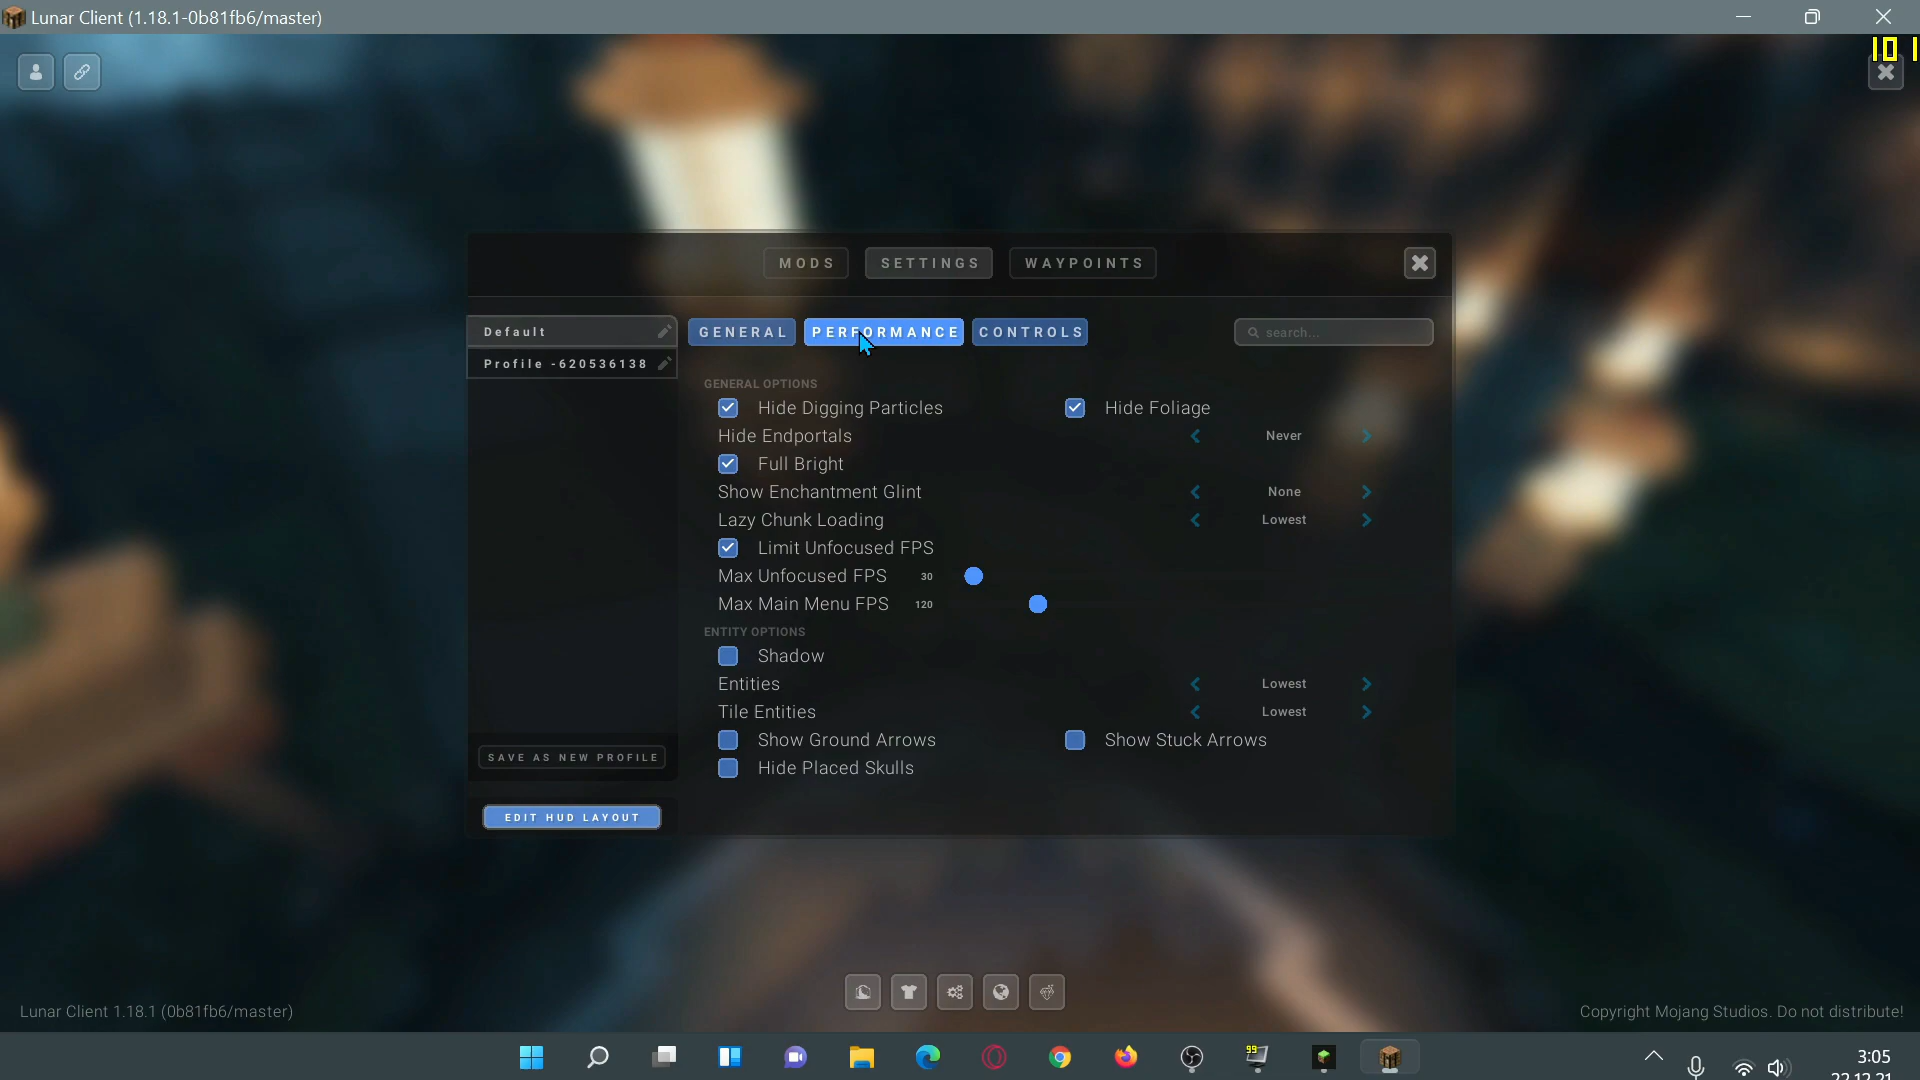 Lunar Client (1.18.1-0b81fb6/master)
MODS SETTINGS WAYPOINTS
Default
Profile -620536138
GENERAL PERFORMANCE CONTROLS
search...
GENERAL OPTIONS
Hide Digging Particles Hide Foliage
Hide Endportals Never
Full Bright
Show Enchantment Glint None
Lazy Chunk Loading Lowest
Limit Unfocused FPS
Max Unfocused FPS 30
Max Main Menu FPS 120
ENTITY OPTIONS
Shadow
Entities Lowest
Tile Entities Lowest
Show Ground Arrows Show Stuck Arrows
Hide Placed Skulls
SAVE AS NEW PROFILE
EDIT HUD LAYOUT
Lunar Client 1.18.1 (0b81fb6/master)
Copyright Mojang Studios. Do not distribute!
99
3:05
22.12.21